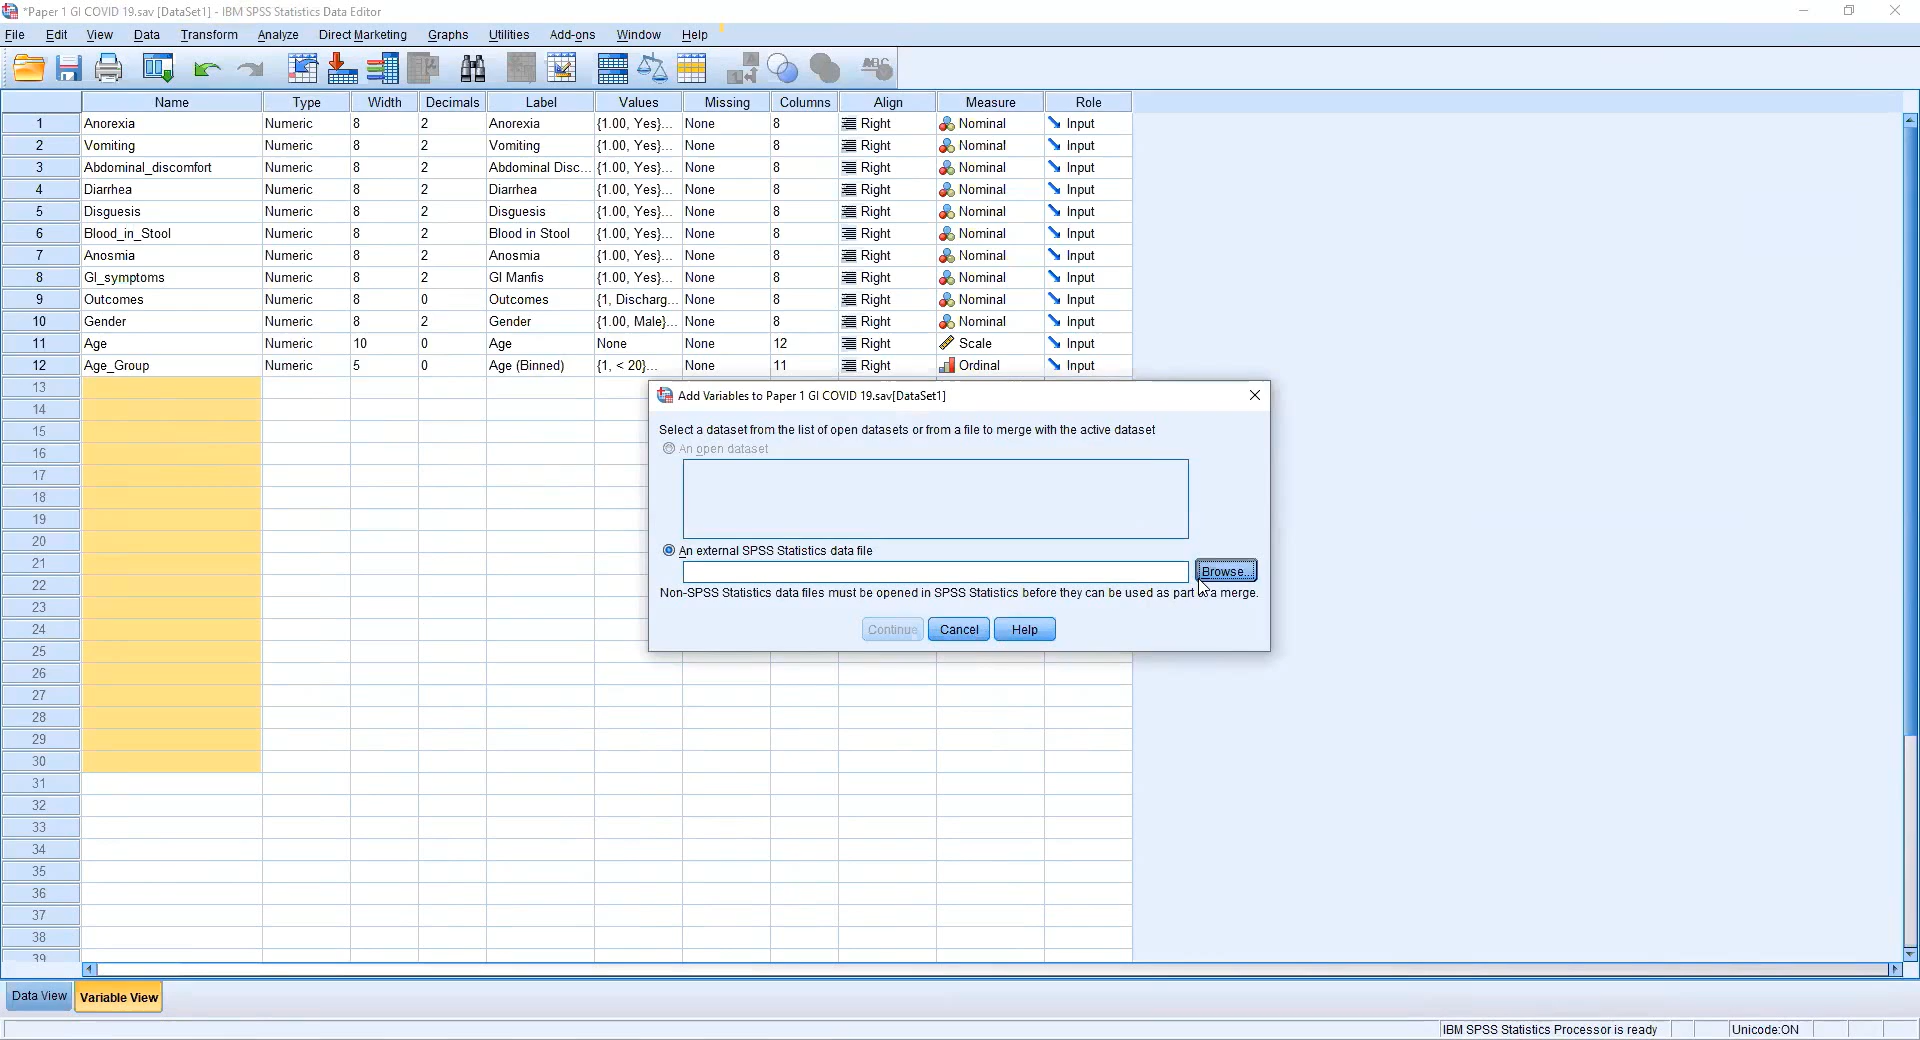 *Paper 1 GI COVID 19.sav [DataSet1] - IBM SPSS Statistics Data Editor
File Edit View Data Transform Analyze Direct Marketing Graphs Utilities Add-ons Window Help
Name Type Width Decimals Label Values Missing Columns Align Measure Role
1 Anorexia Numeric 8 2 Anorexia {1.00, Yes}... None 8 Right Nominal Input
2 Vomiting Numeric 8 2 Vomiting {1.00, Yes}... None 8 Right Nominal Input
3 Abdominal_discomfort Numeric 8 2 Abdominal Disc... {1.00, Yes}... None 8 Right Nominal Input
4 Diarrhea Numeric 8 2 Diarrhea {1.00, Yes}... None 8 Right Nominal Input
5 Disguesis Numeric 8 2 Disguesis {1.00, Yes}... None 8 Right Nominal Input
6 Blood_in_Stool Numeric 8 2 Blood in Stool {1.00, Yes}... None 8 Right Nominal Input
7 Anosmia Numeric 8 2 Anosmia {1.00, Yes}... None 8 Right Nominal Input
8 GI_symptoms Numeric 8 2 GI Manfis {1.00, Yes}... None 8 Right Nominal Input
9 Outcomes Numeric 8 0 Outcomes {1, Discharg... None 8 Right Nominal Input
10 Gender Numeric 8 2 Gender {1.00, Male}... None 8 Right Nominal Input
11 Age Numeric 10 0 Age None None 12 Right Scale Input
12 Age_Group Numeric 5 0 Age (Binned) {1, < 20}... None 11 Right Ordinal Input
13
14
15
16
17
18
19
20
21
22
23
24
25
26
27
28
29
30
31
32
33
34
35
36
37
38
39
Add Variables to Paper 1 GI COVID 19.sav[DataSet1]
Select a dataset from the list of open datasets or from a file to merge with the active dataset
An open dataset
An external SPSS Statistics data file
Browse...
Non-SPSS Statistics data files must be opened in SPSS Statistics before they can be used as part a merge.
Continue Cancel Help
Data View Variable View
IBM SPSS Statistics Processor is ready Unicode:ON